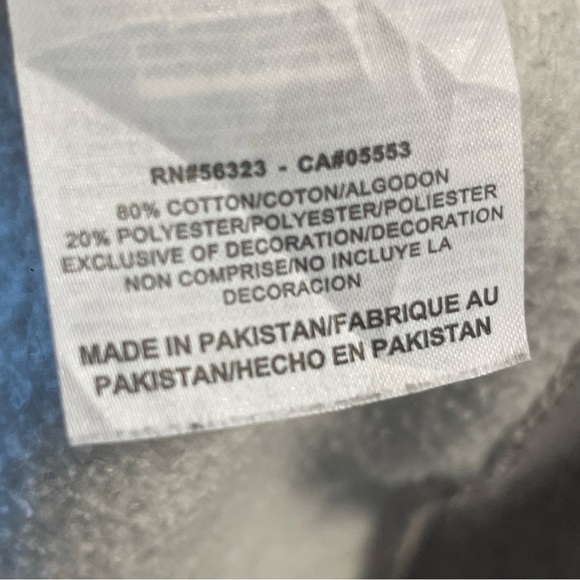 RN#56323 - CA#05553
80% COTTON/COTON/ALGODON
20% POLYESTER/POLYESTER/POLIESTER
EXCLUSIVE OF DECORATION/DECORATION
NON COMPRISE/NO INCLUYE LA
DECORACION
MADE IN PAKISTAN/FABRIQUE AU
PAKISTAN/HECHO EN PAKISTAN